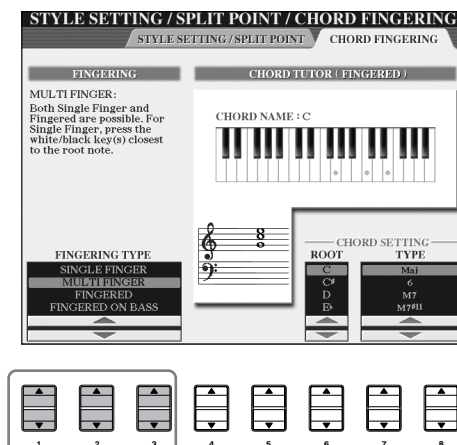 STYLE SETTING / SPLIT POINT / CHORD FINGERING
STYLE SETTING / SPLIT POINT
CHORD FINGERING
FINGERING
MULTI FINGER:
Both Single Finger and
Fingered are possible. For
Single Finger, press the
white/black key(s) closest
to the root note.
CHORD TUTOR ( FINGERED )
CHORD NAME : C
FINGERING TYPE
SINGLE FINGER
MULTI FINGER
FINGERED
FINGERED ON BASS
CHORD SETTING
ROOT
C
C#
D
E♭
TYPE
Maj
6
M7
M7#11
1 2 3 4 5 6 7 8